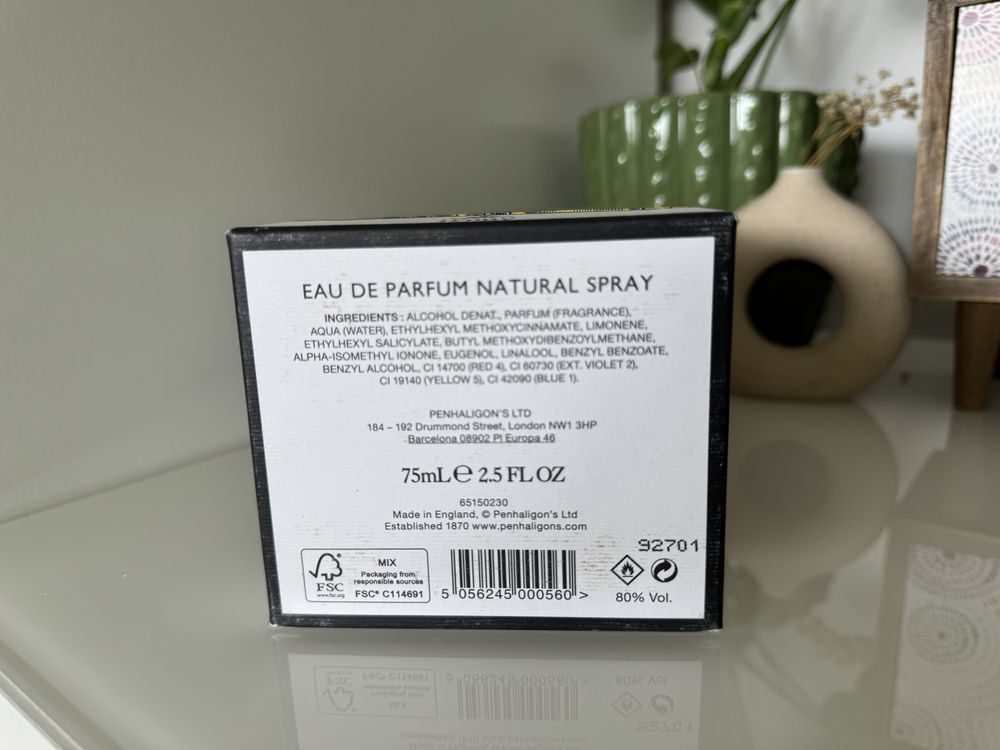 EAU DE PARFUM NATURAL SPRAY
INGREDIENTS : ALCOHOL DENAT., PARFUM (FRAGRANCE),
AQUA (WATER), ETHYLHEXYL METHOXYCINNAMATE, LIMONENE,
ETHYLHEXYL SALICYLATE, BUTYL METHOXYDIBENZOYLMETHANE,
ALPHA-ISOMETHYL IONONE, EUGENOL, LINALOOL, BENZYL BENZOATE,
BENZYL ALCOHOL, CI 14700 (RED 4), CI 60730 (EXT. VIOLET 2),
CI 19140 (YELLOW 5), CI 42090 (BLUE 1).
PENHALIGON'S LTD
184 – 192 Drummond Street, London NW1 3HP
Barcelona 08902 Pl Europa 46
75mL℮ 2.5 FL OZ
65150230
Made in England, © Penhaligon's Ltd
Established 1870 www.penhaligons.com
92701
FSC
www.fsc.org
MIX
Packaging from
responsible sources
FSC® C114691
5 056245 000560 >
80% Vol.